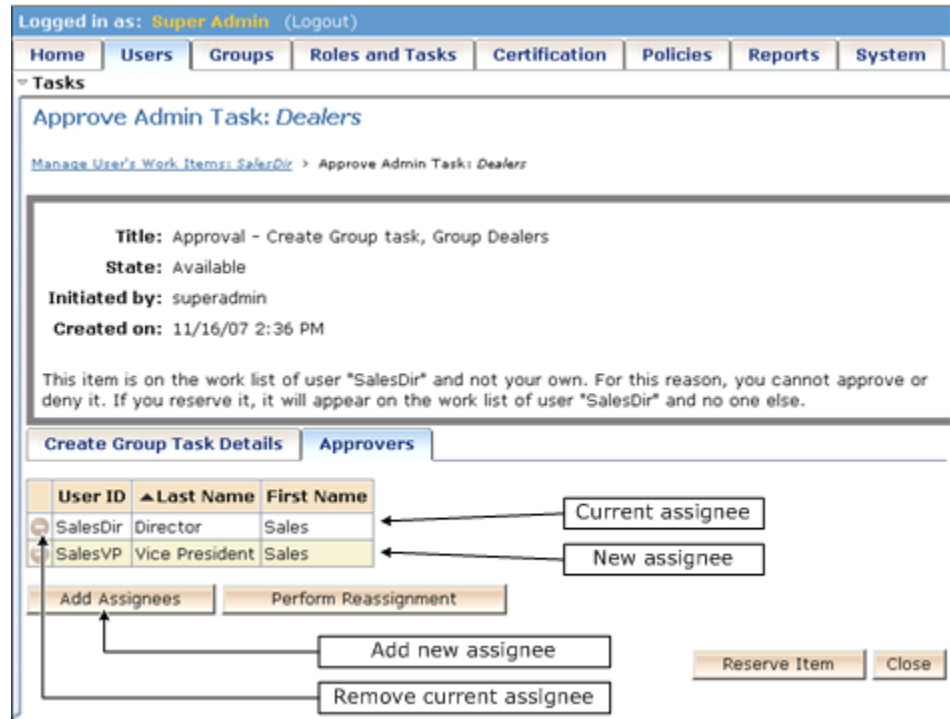 Logged in as: Super Admin (Logout)
Home Users Groups Roles and Tasks Certification Policies Reports System
Tasks
Approve Admin Task: Dealers
Manage User's Work Items: SalesDir > Approve Admin Task: Dealers
Title: Approval - Create Group task, Group Dealers
State: Available
Initiated by: superadmin
Created on: 11/16/07 2:36 PM
This item is on the work list of user "SalesDir" and not your own. For this reason, you cannot approve or
deny it. If you reserve it, it will appear on the work list of user "SalesDir" and no one else.
Create Group Task Details Approvers
User ID ▲Last Name First Name
SalesDir Director Sales
Current assignee
SalesVP Vice President Sales
New assignee
Add Assignees Perform Reassignment
Add new assignee
Reserve Item Close
Remove current assignee